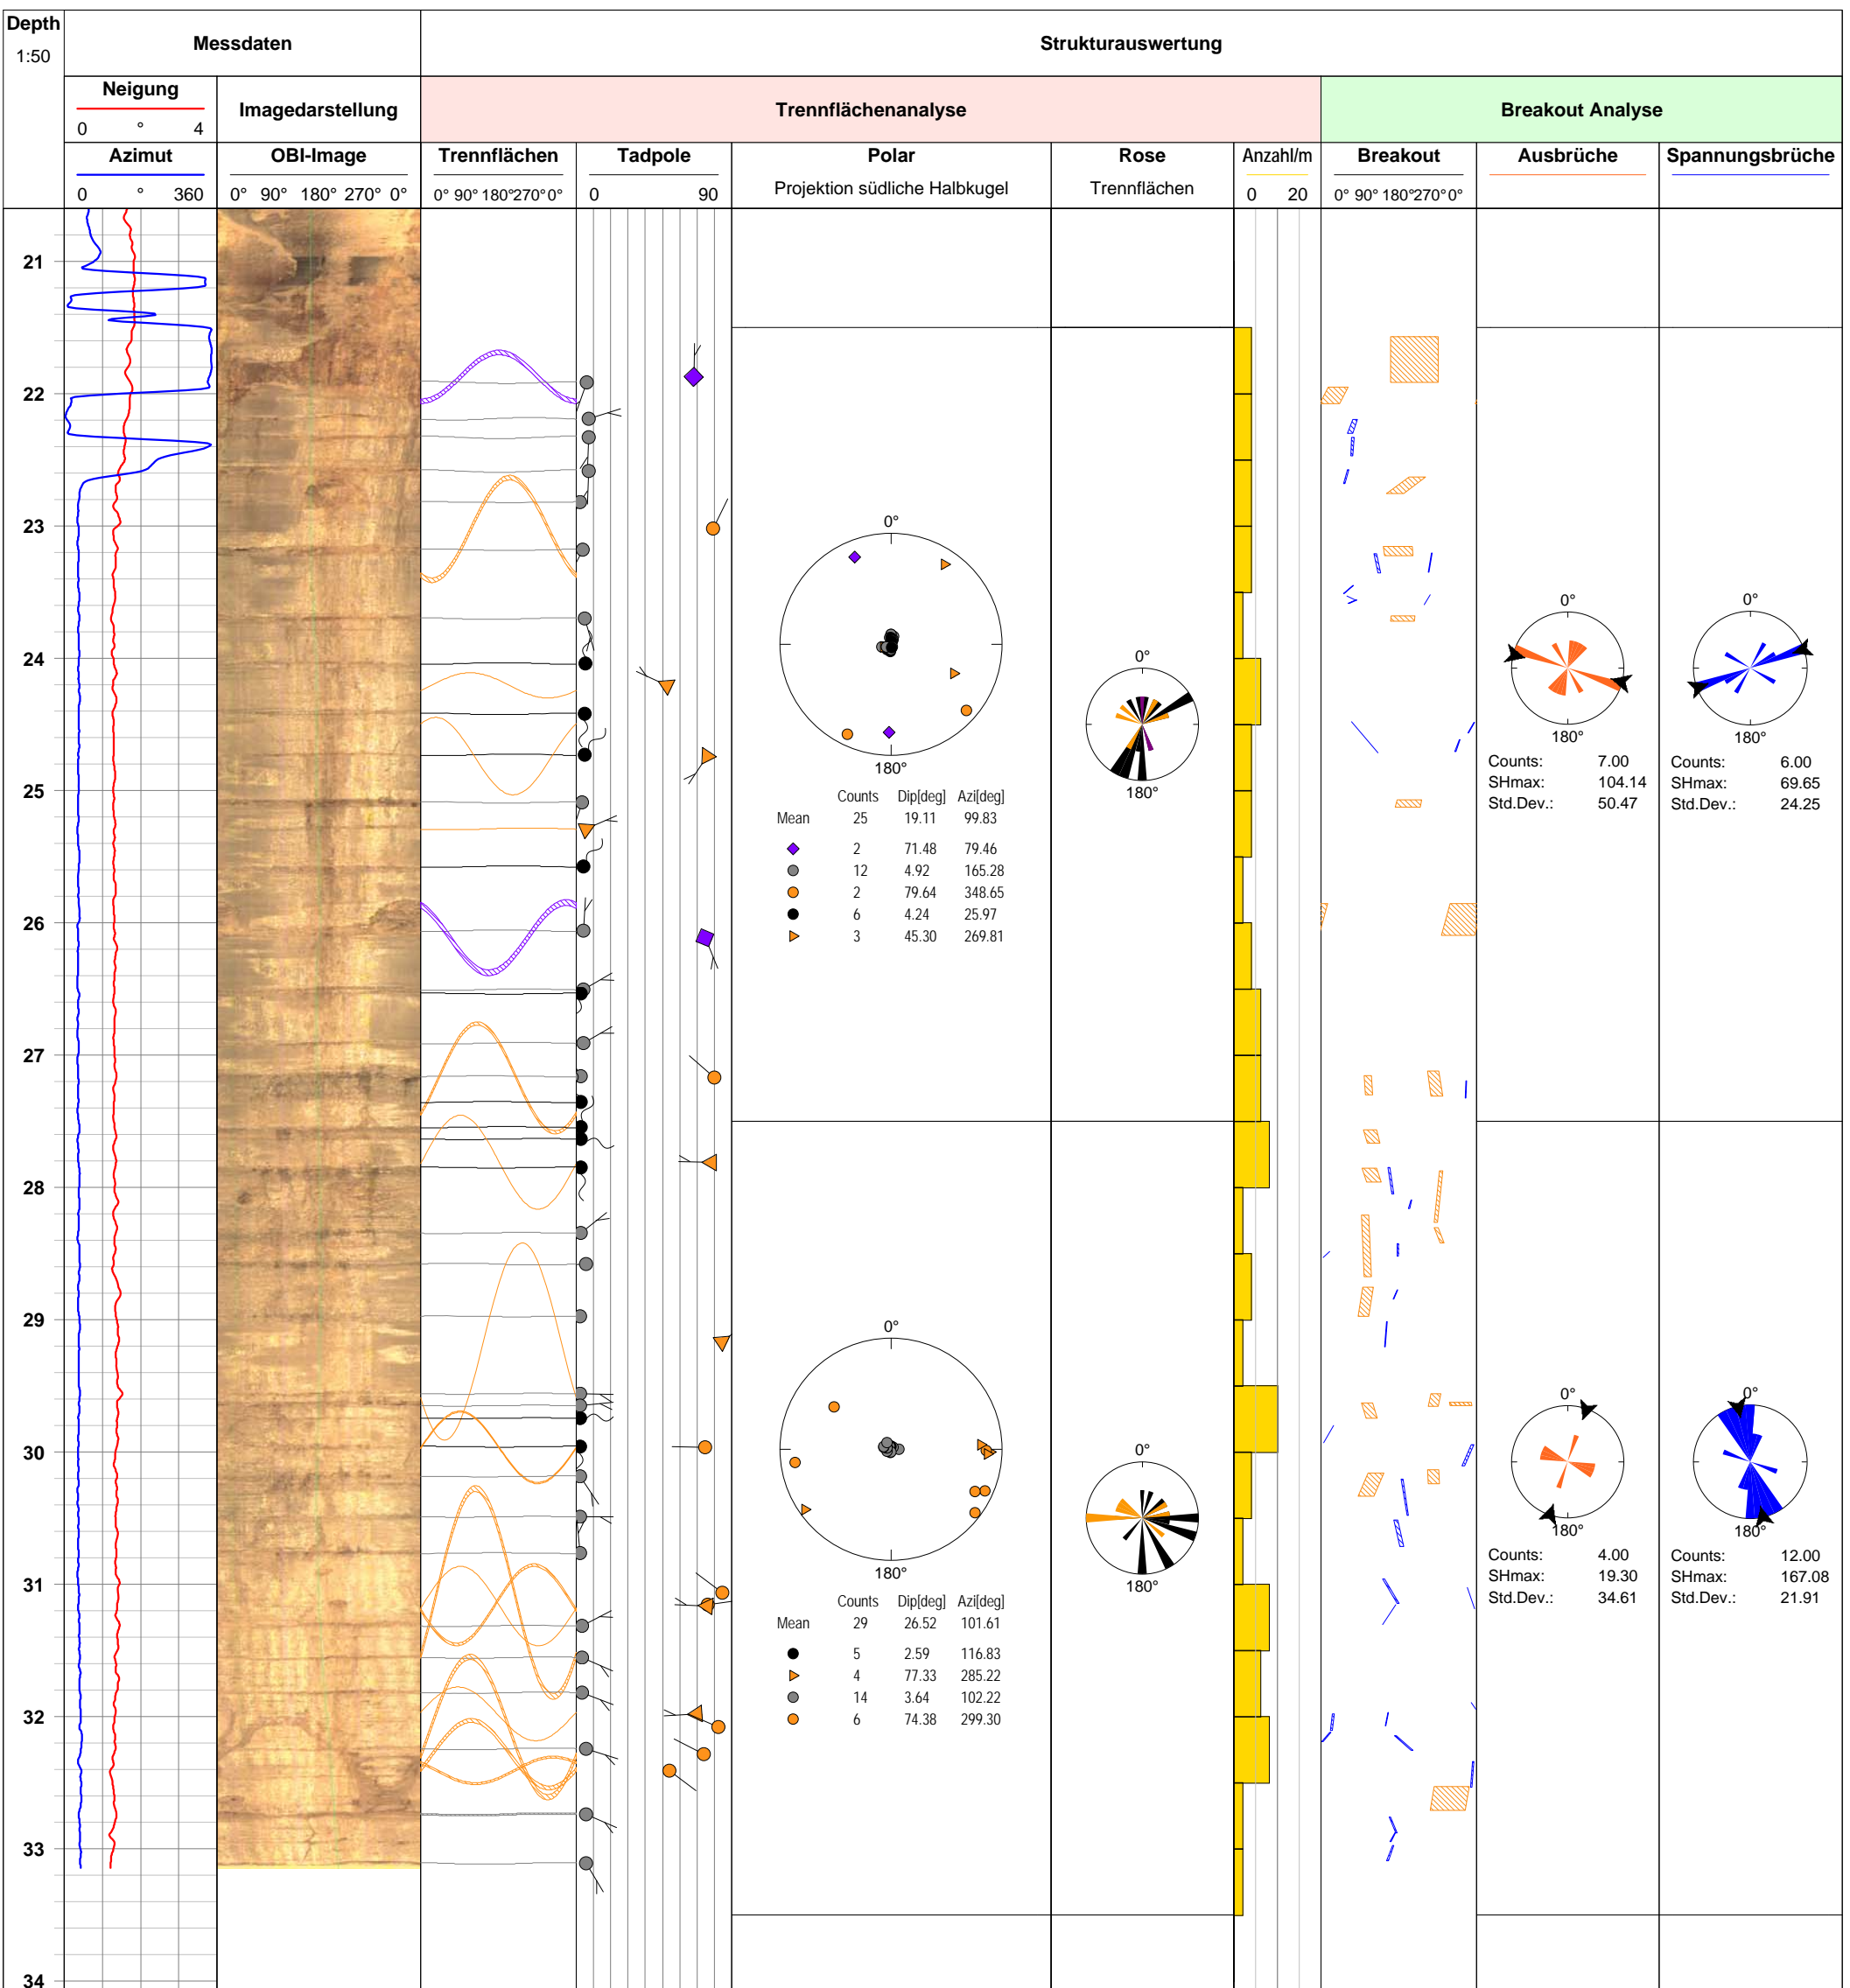 Depth
1:50
Messdaten
Strukturauswertung
Neigung
0 ° 4
Imagedarstellung
Trennflächenanalyse
Breakout Analyse
Azimut
0 ° 360
OBI-Image
0° 90° 180° 270° 0°
Trennflächen
0° 90° 180°270°0°
Tadpole
0 90
Polar
Projektion südliche Halbkugel
Rose
Trennflächen
Anzahl/m
0 20
Breakout
0° 90° 180°270°0°
Ausbrüche
Spannungsbrüche
21
22
23
24
25
26
27
28
29
30
31
32
33
34
0°
180°
Counts Dip[deg] Azi[deg]
Mean 25 19.11 99.83
2 71.48 79.46
12 4.92 165.28
2 79.64 348.65
6 4.24 25.97
3 45.30 269.81
0°
180°
0°
180°
Counts: 7.00
SHmax: 104.14
Std.Dev.: 50.47
0°
180°
Counts: 6.00
SHmax: 69.65
Std.Dev.: 24.25
0°
180°
Counts Dip[deg] Azi[deg]
Mean 29 26.52 101.61
5 2.59 116.83
4 77.33 285.22
14 3.64 102.22
6 74.38 299.30
0°
180°
0°
180°
Counts: 4.00
SHmax: 19.30
Std.Dev.: 34.61
0°
180°
Counts: 12.00
SHmax: 167.08
Std.Dev.: 21.91